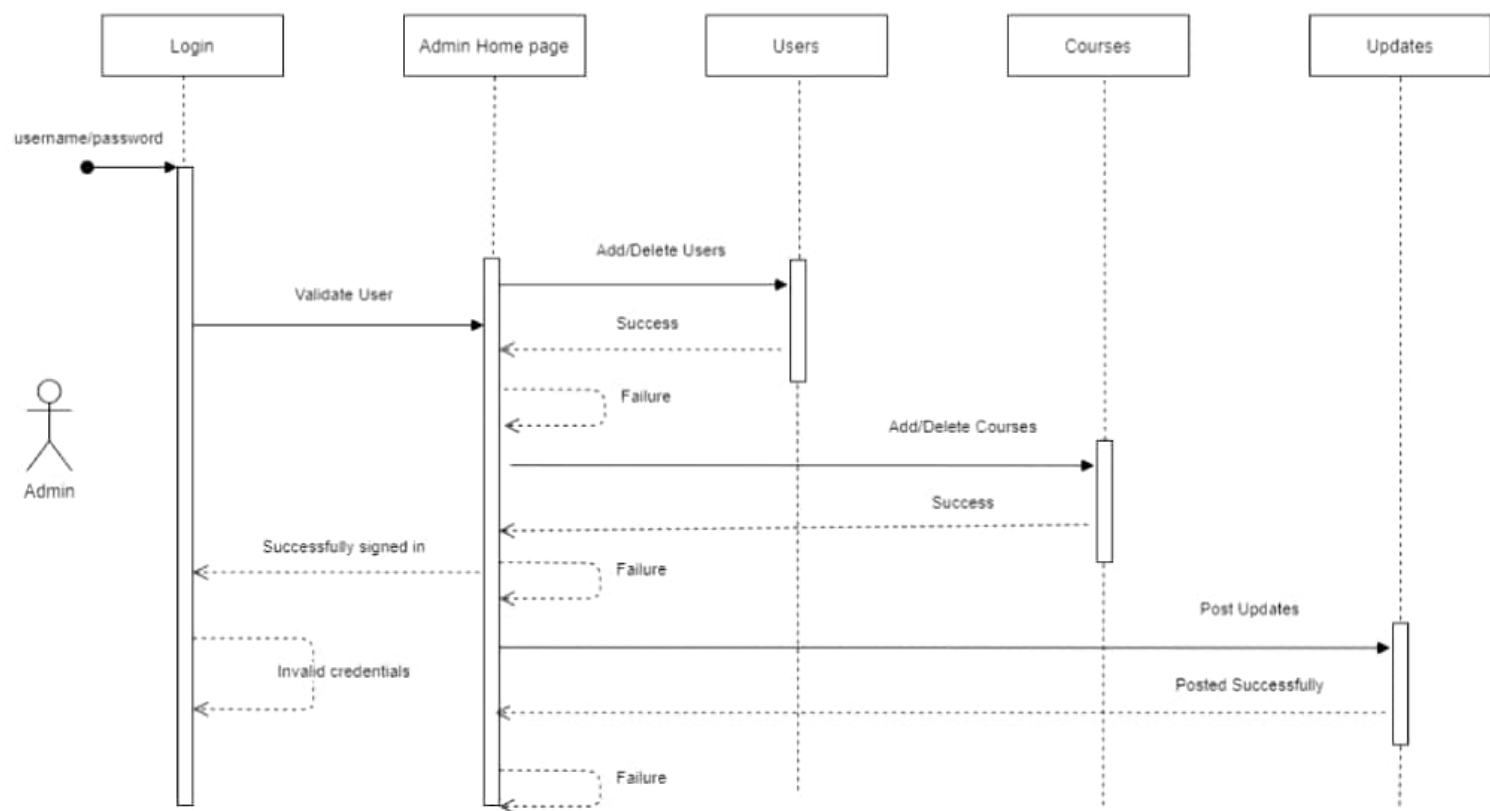 Login
Admin Home page
Users
Courses
Updates
username/password
Add/Delete Users
Validate User
Success
Failure
Add/Delete Courses
Admin
Success
Successfully signed in
Failure
Post Updates
Invalid credentials
Posted Successfully
Failure